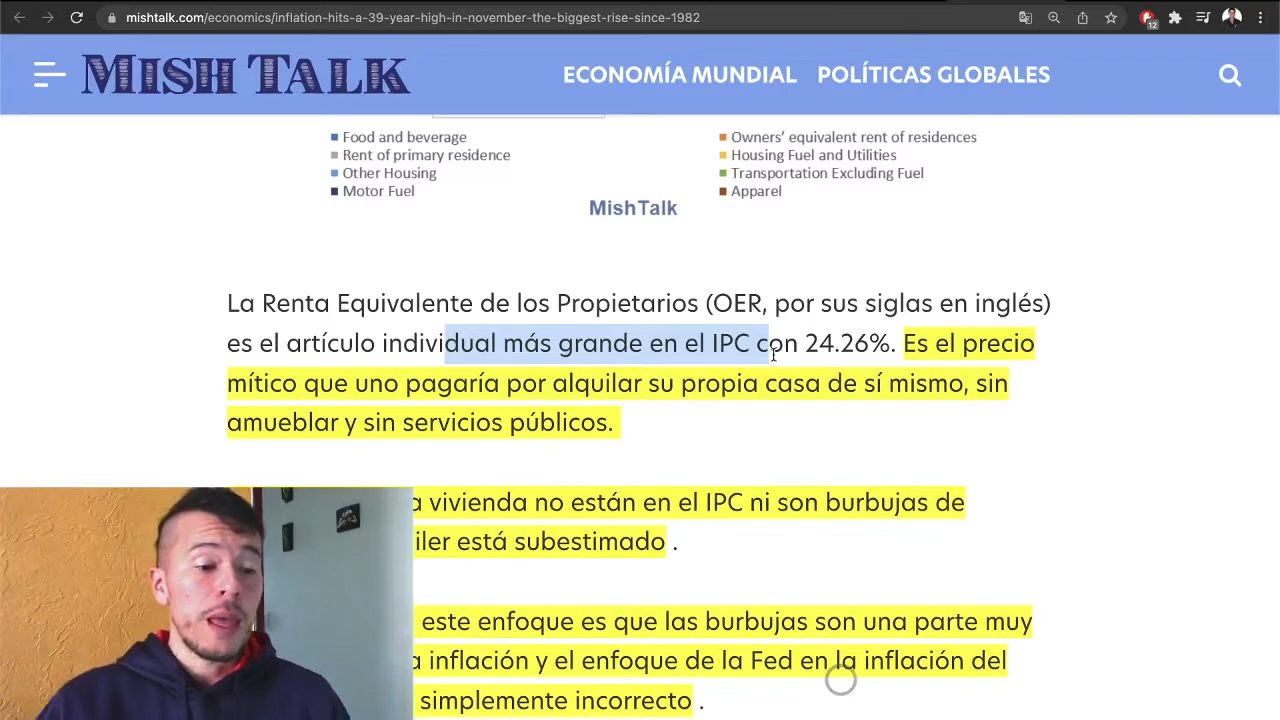 mishtalk.com/economics/inflation-hits-a-39-year-high-in-november-the-biggest-rise-since-1982
12
MISH TALK
ECONOMÍA MUNDIAL POLÍTICAS GLOBALES
Food and beverage
Owners' equivalent rent of residences
Rent of primary residence
Housing Fuel and Utilities
Other Housing
Transportation Excluding Fuel
Motor Fuel
Apparel
MishTalk
La Renta Equivalente de los Propietarios (OER, por sus siglas en inglés)
es el artículo individual más grande en el IPC con 24.26%. Es el precio
mítico que uno pagaría por alquilar su propia casa de sí mismo, sin
amueblar y sin servicios públicos.
a vivienda no están en el IPC ni son burbujas de
iler está subestimado .
este enfoque es que las burbujas son una parte muy
a inflación y el enfoque de la Fed en la inflación del
simplemente incorrecto .